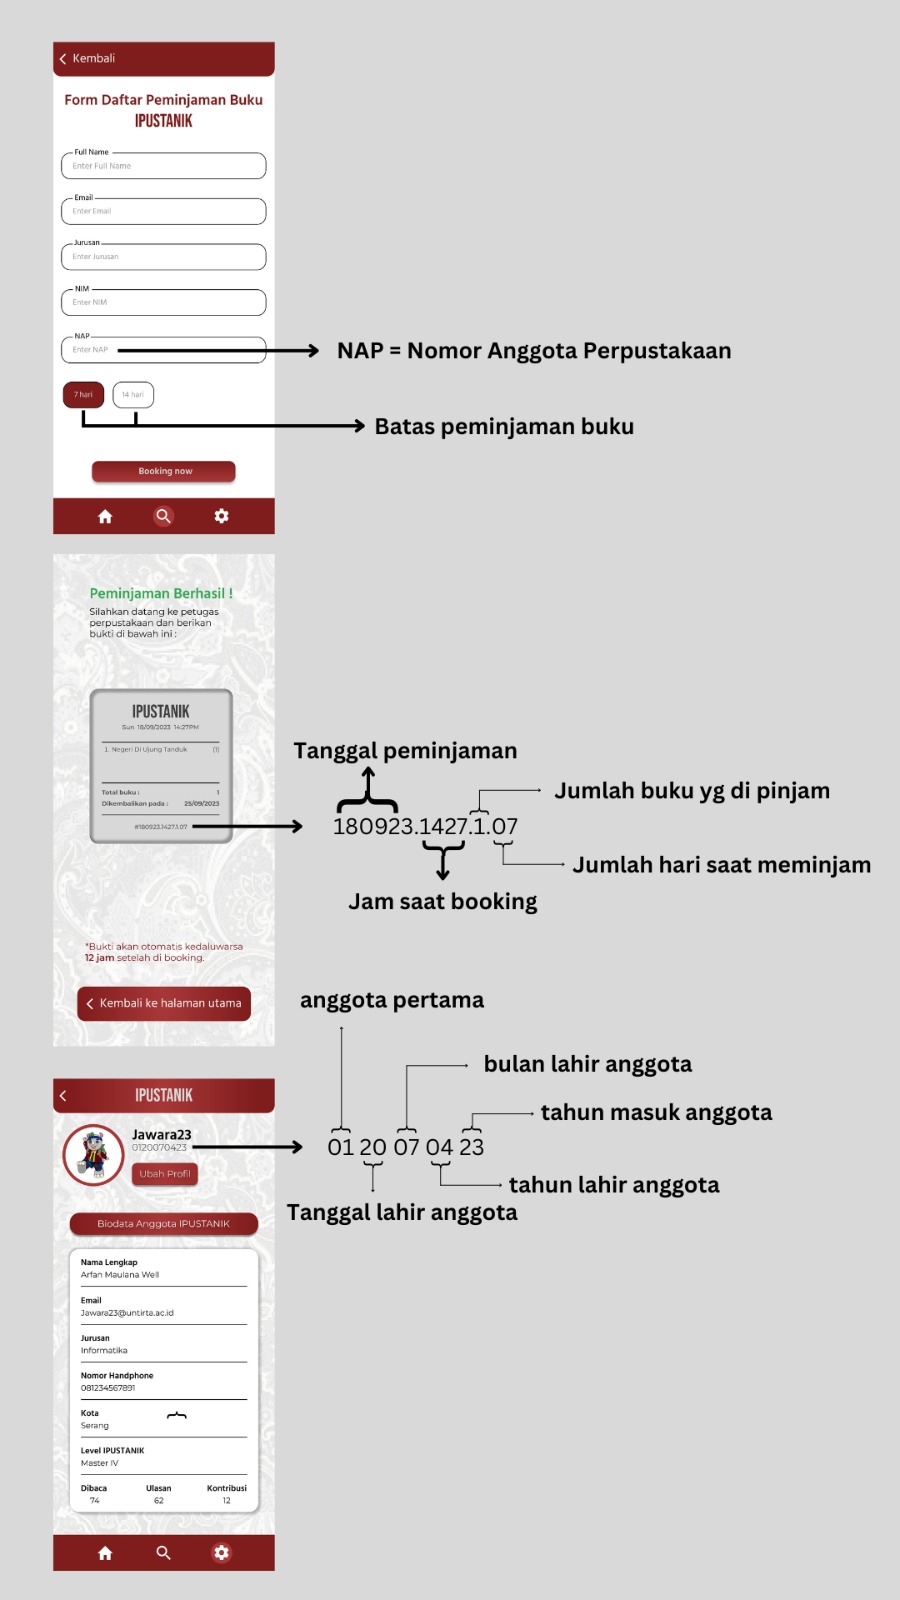 Kembali
Form Daftar Peminjaman Buku
IPUSTANIK
Full Name
Enter Full Name
Email
Enter Email
Jurusan
Enter Jurusan
NIM
Enter NIM
NAP
Enter NAP
NAP = Nomor Anggota Perpustakaan
7 hari
14 hari
Batas peminjaman buku
Booking now
Peminjaman Berhasil !
Silahkan datang ke petugas
perpustakaan dan berikan
bukti di bawah ini :
IPUSTANIK
Sun 18/09/2023 14:27PM
1. Negeri Di Ujung Tanduk (1)
Total buku : 1
Dikembalikan pada : 25/09/2023
#180923.1427.1.07
Tanggal peminjaman
Jumlah buku yg di pinjam
180923.1427.1.07
Jumlah hari saat meminjam
Jam saat booking
*Bukti akan otomatis kedaluwarsa
12 jam setelah di booking.
Kembali ke halaman utama
anggota pertama
bulan lahir anggota
tahun masuk anggota
01 20 07 04 23
tahun lahir anggota
Tanggal lahir anggota
IPUSTANIK
Jawara23
0120070423
Ubah Profil
Biodata Anggota IPUSTANIK
Nama Lengkap
Arfan Maulana Well
Email
Jawara23@untirta.ac.id
Jurusan
Informatika
Nomor Handphone
081234567891
Kota
Serang
Level IPUSTANIK
Master IV
Dibaca Ulasan Kontribusi
74 62 12